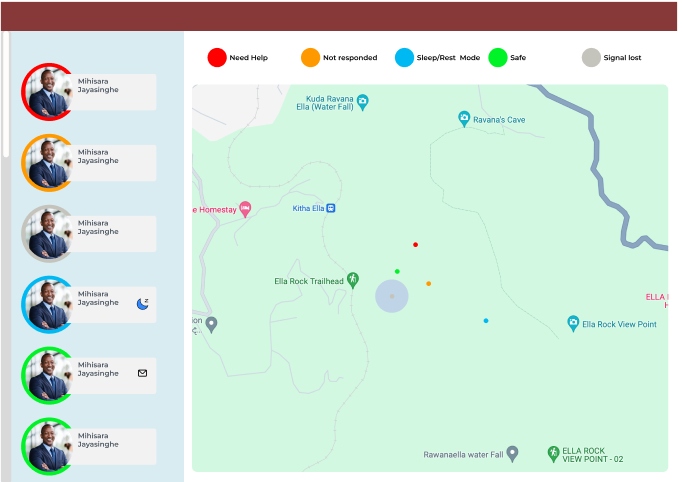 Need Help
Not responded
Sleep/Rest Mode
Safe
Signal lost
Mihisara
Jayasinghe
Mihisara
Jayasinghe
Mihisara
Jayasinghe
Mihisara
Jayasinghe
z
Mihisara
Jayasinghe
Mihisara
Jayasinghe
Kuda Ravana
Ella (Water Fall)
Ravana's Cave
e Homestay
Kitha Ella
Ella Rock Trailhead
ELLA
Ella Rock View Point
ion
Rawanaella water Fall
ELLA ROCK
VIEW POINT - 02